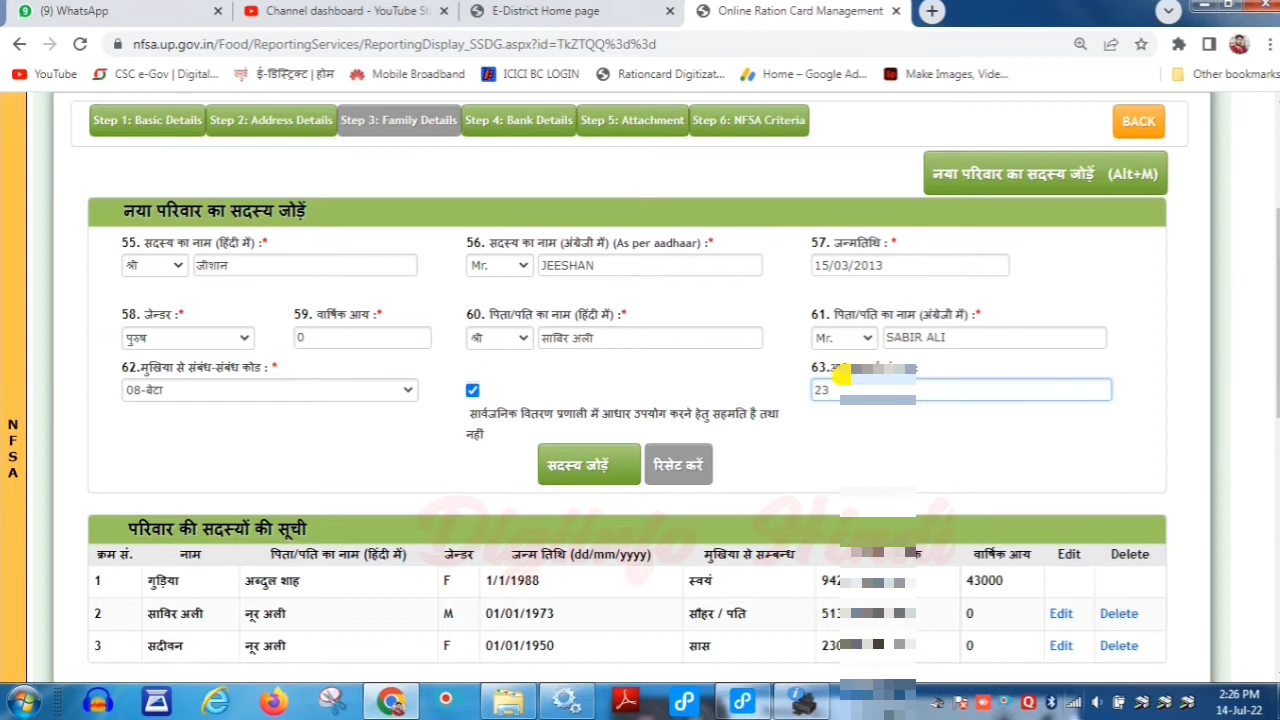 (9) WhatsApp
Channel dashboard - YouTube St
E-District Home page
Online Ration Card Management
nfsa.up.gov.in/Food/ReportingServices/ReportingDisplay_SSDG.aspx?id=TkZTQQ%3d%3d
YouTube
CSC e-Gov | Digital...
ई-डिस्ट्रिक्ट | होम
Mobile Broadband
ICICI BC LOGIN
Rationcard Digitizat...
Home – Google Ad...
Make Images, Vide...
Other bookmarks
Step 1: Basic Details
Step 2: Address Details
Step 3: Family Details
Step 4: Bank Details
Step 5: Attachment
Step 6: NFSA Criteria
BACK
नया परिवार का सदस्य जोड़ें (Alt+M)
नया परिवार का सदस्य जोड़ें
55. सदस्य का नाम (हिंदी में) :*
56. सदस्य का नाम (अंग्रेजी में) (As per aadhaar) :*
57. जन्मतिथि : *
श्री
जीशान
Mr.
JEESHAN
15/03/2013
58. जेन्डर :*
59. वार्षिक आय :*
60. पिता/पति का नाम (हिंदी में) :*
61. पिता/पति का नाम (अंग्रेजी में) :*
पुरुष
0
श्री
साबिर अली
Mr.
SABIR ALI
62.मुखिया से संबंध-संबंध कोड : *
63.
08-बेटा
23
सार्वजनिक वितरण प्रणाली में आधार उपयोग करने हेतु सहमति है तथा
नहीं
सदस्य जोड़ें
रिसेट करें
NFSA
Digiinfo Hindi
परिवार की सदस्यों की सूची
क्रम सं. नाम पिता/पति का नाम (हिंदी में) जेन्डर जन्म तिथि (dd/mm/yyyy) मुखिया से सम्बन्ध वार्षिक आय Edit Delete
1 गुड़िया अब्दुल शाह F 1/1/1988 स्वयं 942 43000
2 साबिर अली नूर अली M 01/01/1973 सौहर / पति 513 0 Edit Delete
3 सदीवन नूर अली F 01/01/1950 सास 230 0 Edit Delete
2:26 PM
14-Jul-22